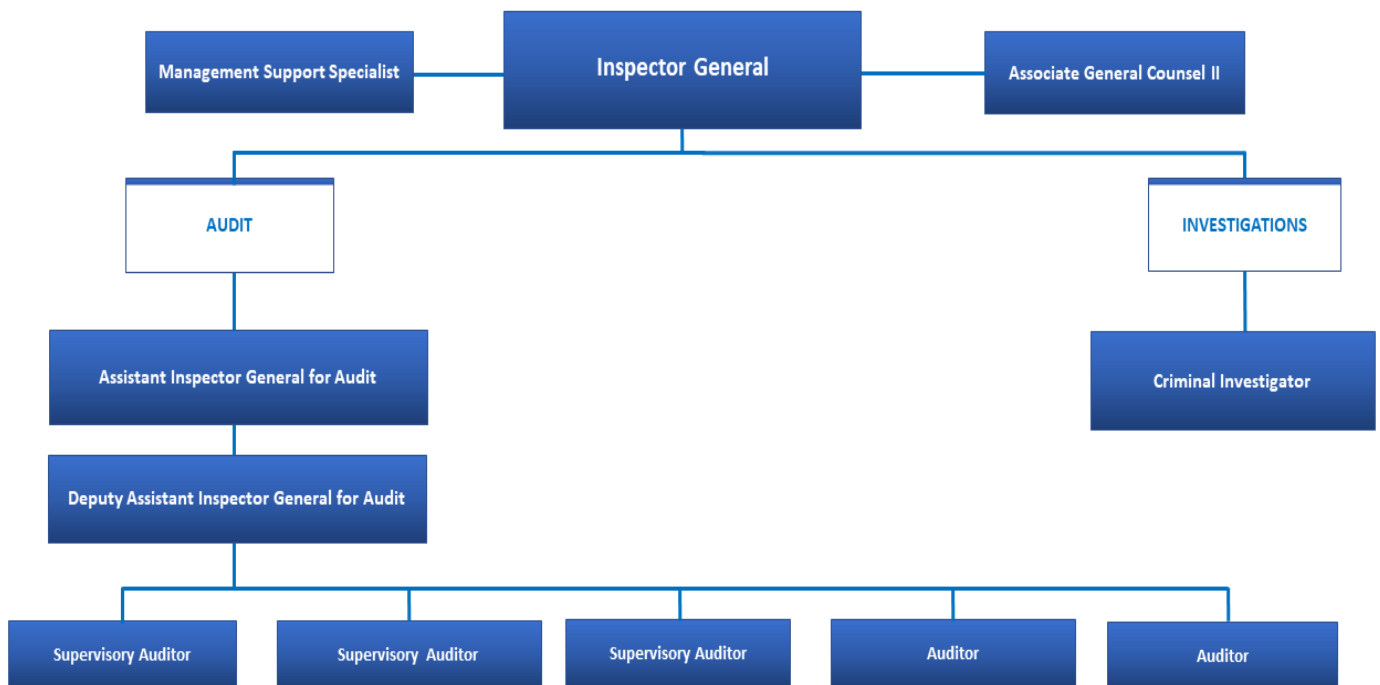 Management Support Specialist
Inspector General
Associate General Counsel II
AUDIT
INVESTIGATIONS
Assistant Inspector General for Audit
Criminal Investigator
Deputy Assistant Inspector General for Audit
Supervisory Auditor
Supervisory Auditor
Supervisory Auditor
Auditor
Auditor